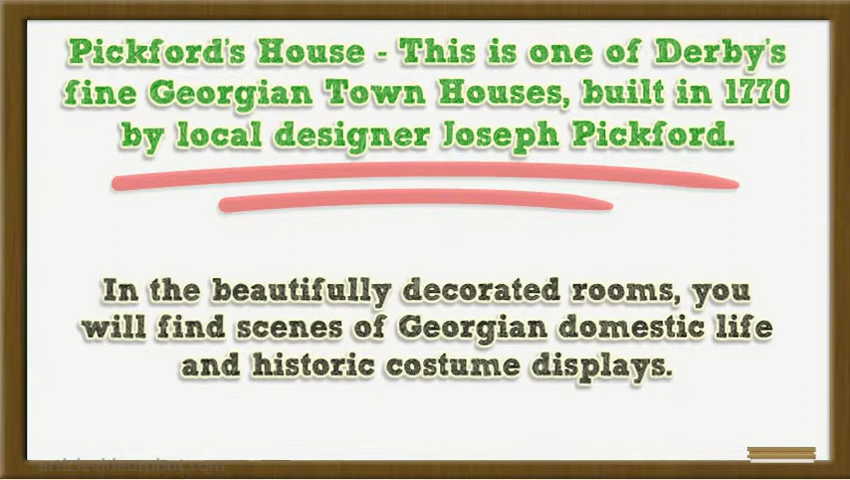 Pickford's House - This is one of Derby's
fine Georgian Town Houses, built in 1770
by local designer Joseph Pickford.
In the beautifully decorated rooms, you
will find scenes of Georgian domestic life
and historic costume displays.